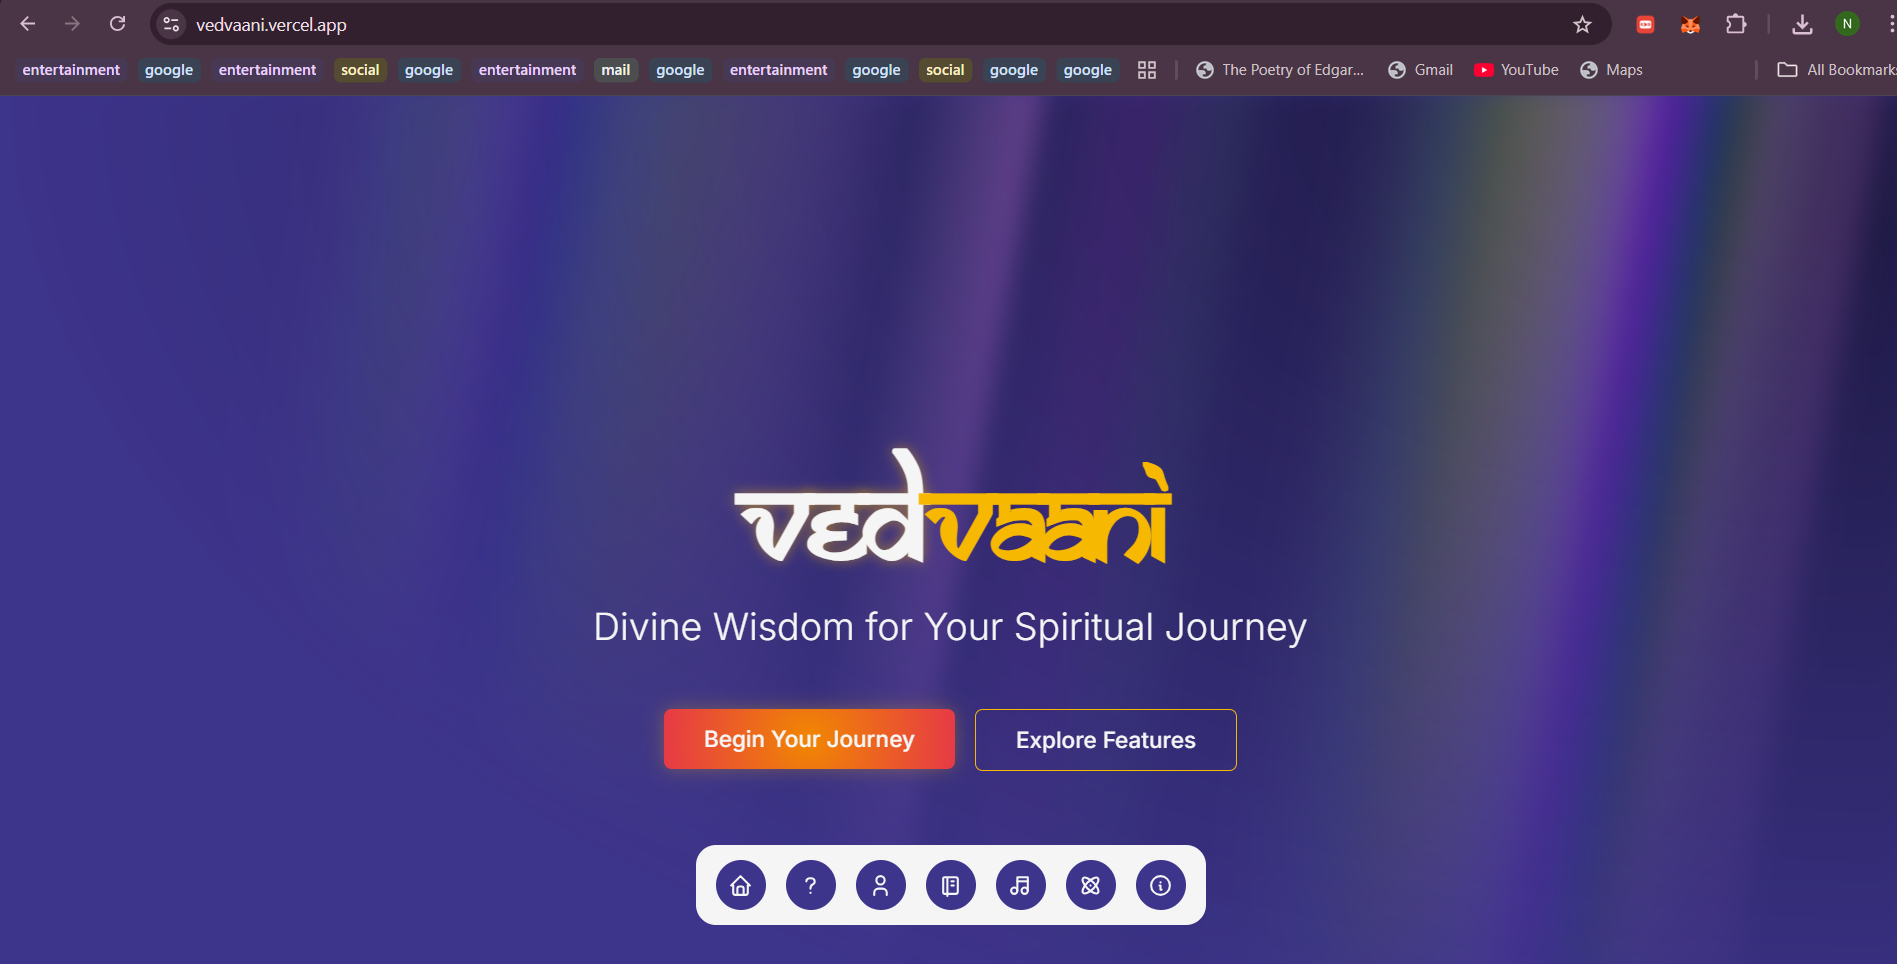 vedvaani.vercel.app
N
entertainment google entertainment social google entertainment mail google entertainment google social google google The Poetry of Edgar... Gmail YouTube Maps All Bookmarks
vedvaani
Divine Wisdom for Your Spiritual Journey
Begin Your Journey Explore Features
?